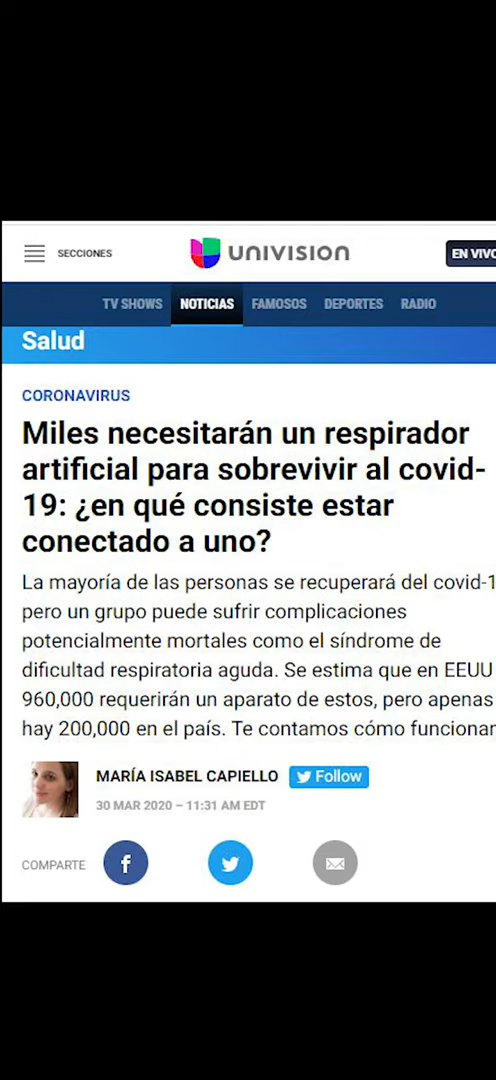 SECCIONES
UNIVISION
EN VIVO
TV SHOWS NOTICIAS FAMOSOS DEPORTES RADIO
Salud
CORONAVIRUS
Miles necesitarán un respirador
artificial para sobrevivir al covid-
19: ¿en qué consiste estar
conectado a uno?
La mayoría de las personas se recuperará del covid-1
pero un grupo puede sufrir complicaciones
potencialmente mortales como el síndrome de
dificultad respiratoria aguda. Se estima que en EEUU
960,000 requerirán un aparato de estos, pero apenas
hay 200,000 en el país. Te contamos cómo funcionan
MARÍA ISABEL CAPIELLO Follow
30 MAR 2020 – 11:31 AM EDT
COMPARTE